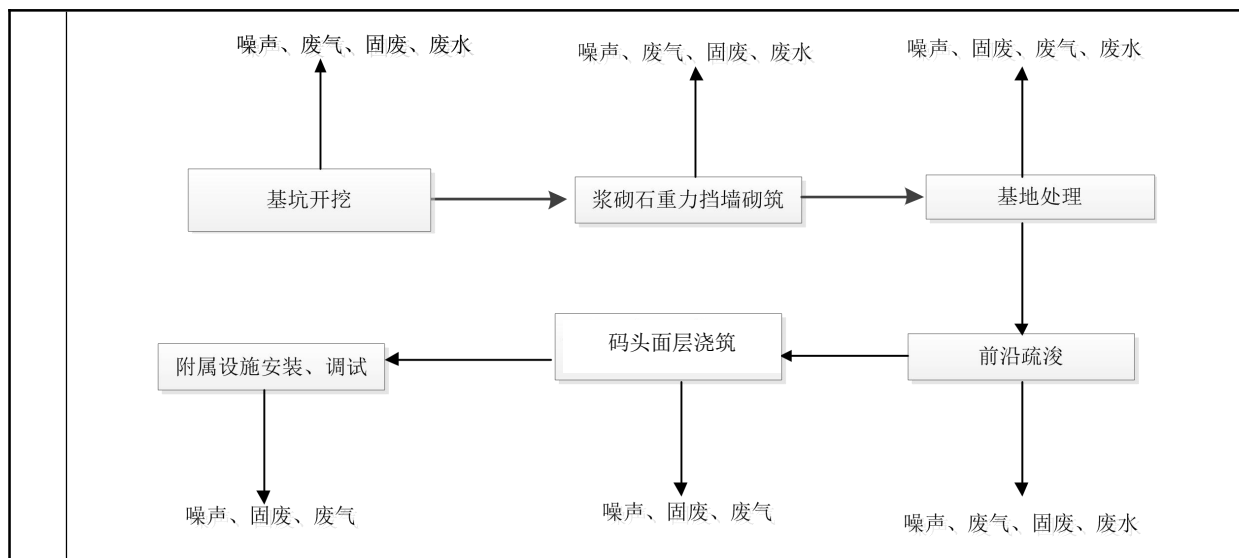 噪声、废气、固废、废水
噪声、废气、固废、废水
噪声、固废、废气、废水
基坑开挖
浆砌石重力挡墙砌筑
基地处理
附属设施安装、调试
码头面层浇筑
前沿疏浚
噪声、固废、废气
噪声、固废、废气
噪声、废气、固废、废水